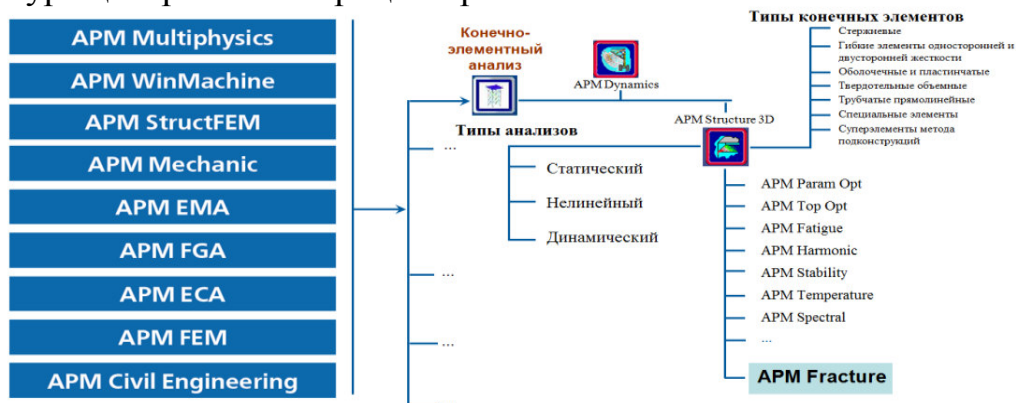 APM Multiphysics
APM WinMachine
APM StructFEM
APM Mechanic
APM EMA
APM FGA
APM ECA
APM FEM
APM Civil Engineering
Конечно-
элементный
анализ
APM Dynamics
Типы анализов
...
Статический
Нелинейный
Динамический
...
...
Типы конечных элементов
Стержневые
Гибкие элементы односторонней и
двусторонней жесткости
Оболочечные и пластинчатые
Твердотельные объемные
Трубчатые прямолинейные
Специальные элементы
Суперэлементы метода
подконструкций
APM Structure 3D
APM Param Opt
APM Top Opt
APM Fatigue
APM Harmonic
APM Stability
APM Temperature
APM Spectral
...
APM Fracture